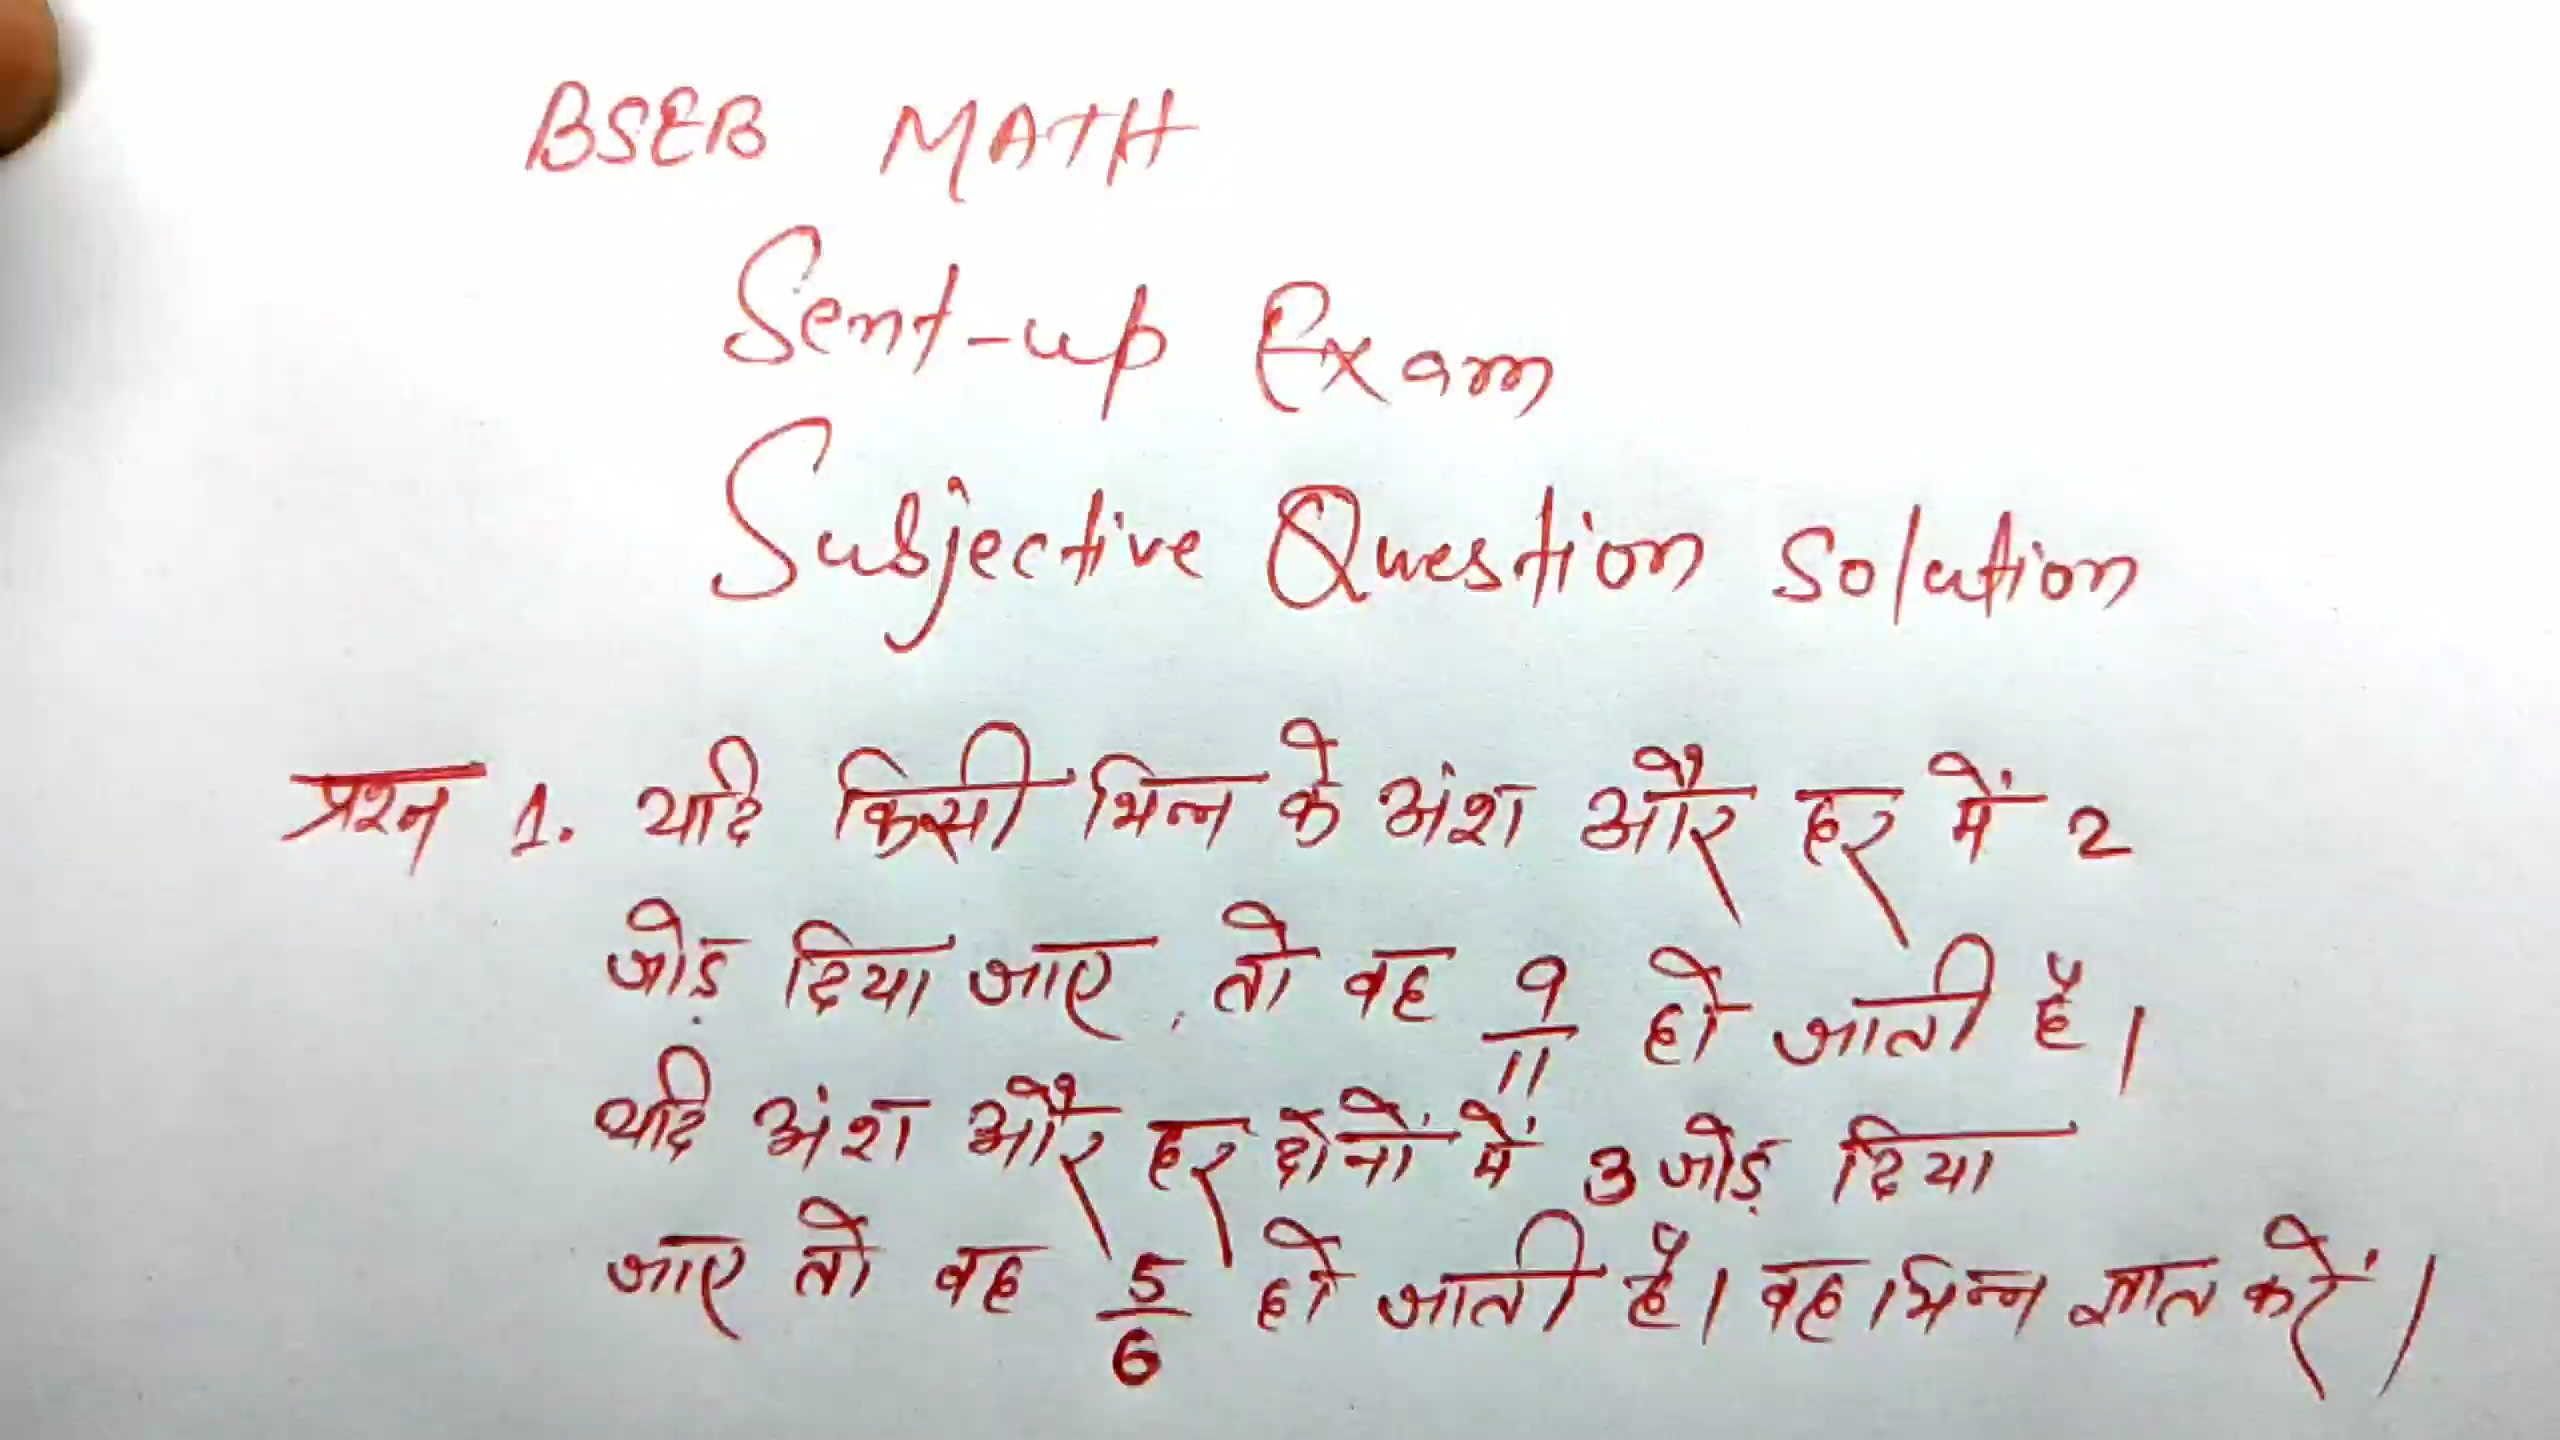 BSEB MATH
Sent-up Exam
Subjective Question Solution
प्रश्न 1. यदि किसी भिन्न के अंश और हर में 2
जोड़ दिया जाए, तो वह 9/11 हो जाती है।
यदि अंश और हर दोनों में 3 जोड़ दिया
जाए तो वह 5/6 हो जाती है। वह भिन्न ज्ञात करें।